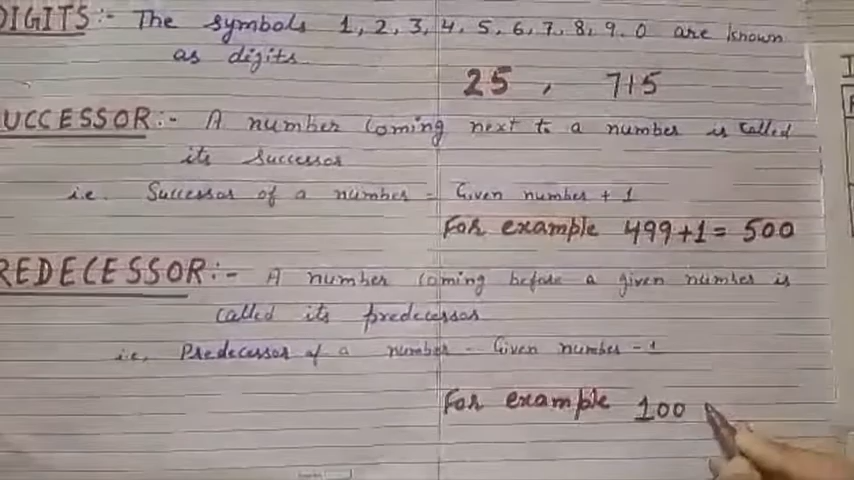 DIGITS:- The symbols 1, 2, 3, 4, 5, 6, 7, 8, 9, 0 are known
as digits
25 , 715
UCCESSOR:- A number coming next to a number is called
its successor
i.e. Successor of a number = Given number + 1
For example 499+1= 500
REDECESSOR:- A number coming before a given number is
called its predecessor
i.e. Predecessor of a number - Given number - 1
For example 100